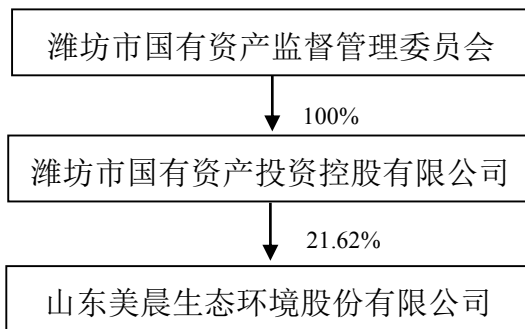 潍坊市国有资产监督管理委员会
100%
潍坊市国有资产投资控股有限公司
21.62%
山东美晨生态环境股份有限公司